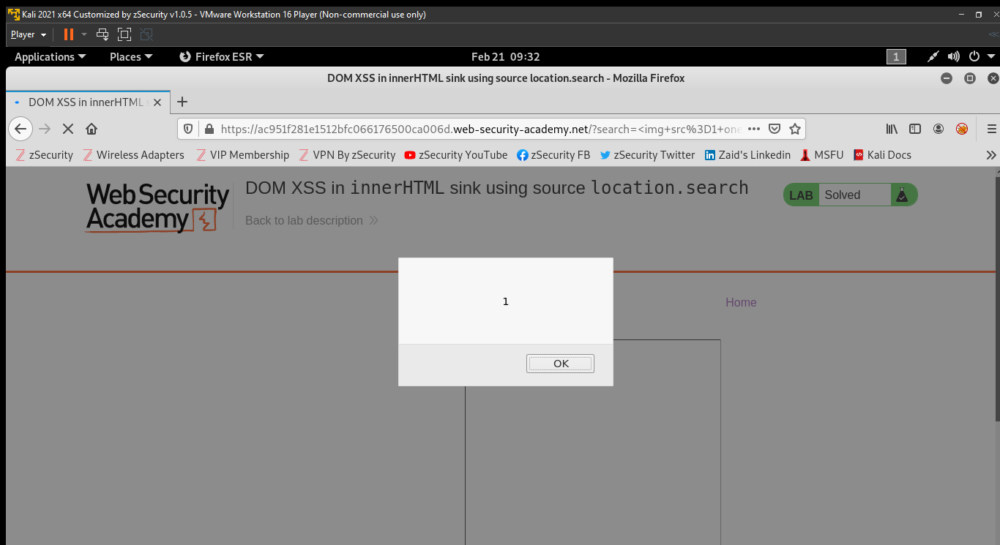 Kali 2021 x64 Customized by zSecurity v1.0.5 - VMware Workstation 16 Player (Non-commercial use only)
Player
Applications Places Firefox ESR Feb 21 09:32 1
DOM XSS in innerHTML sink using source location.search - Mozilla Firefox
DOM XSS in innerHTML s
https://ac951f281e1512bfc066176500ca006d.web-security-academy.net/?search=<img+src%3D1+one
zSecurity Wireless Adapters VIP Membership VPN By zSecurity zSecurity YouTube zSecurity FB zSecurity Twitter Zaid's Linkedin MSFU Kali Docs
Web Security
Academy
DOM XSS in innerHTML sink using source location.search
Back to lab description
LAB Solved
1
OK
Home